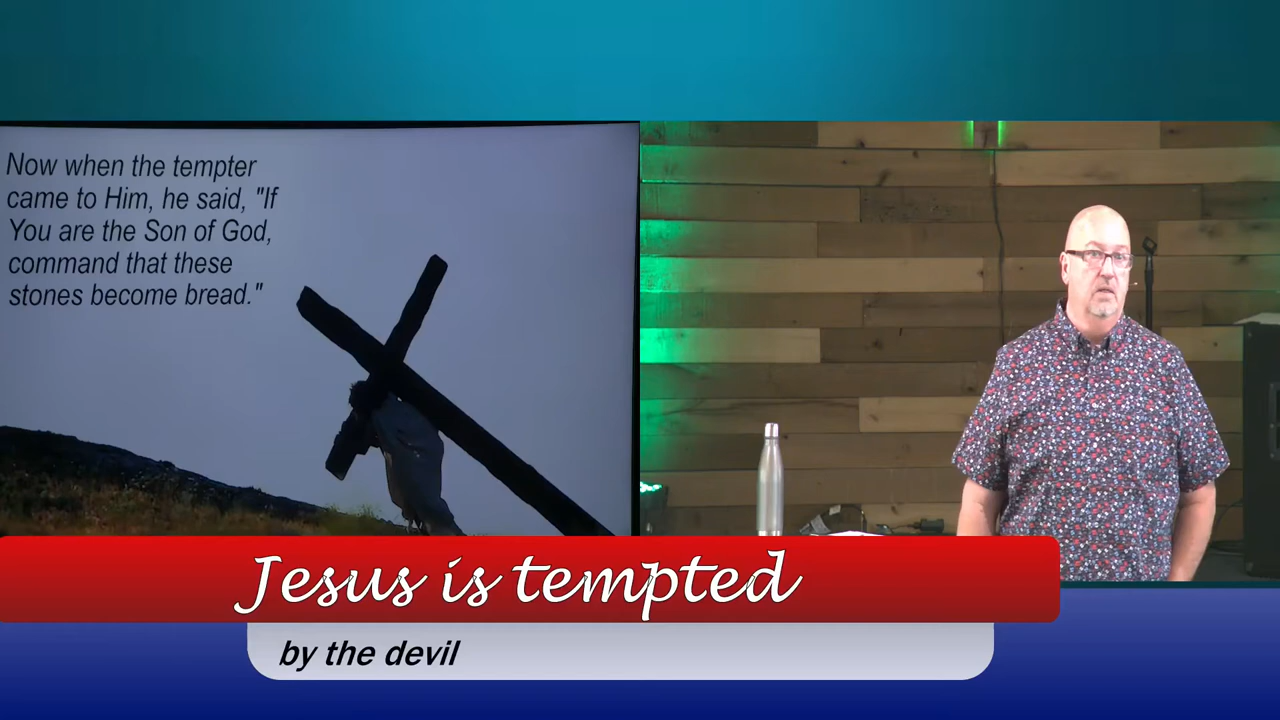 Now when the tempter
came to Him, he said, "If
You are the Son of God,
command that these
stones become bread."
Jesus is tempted
by the devil